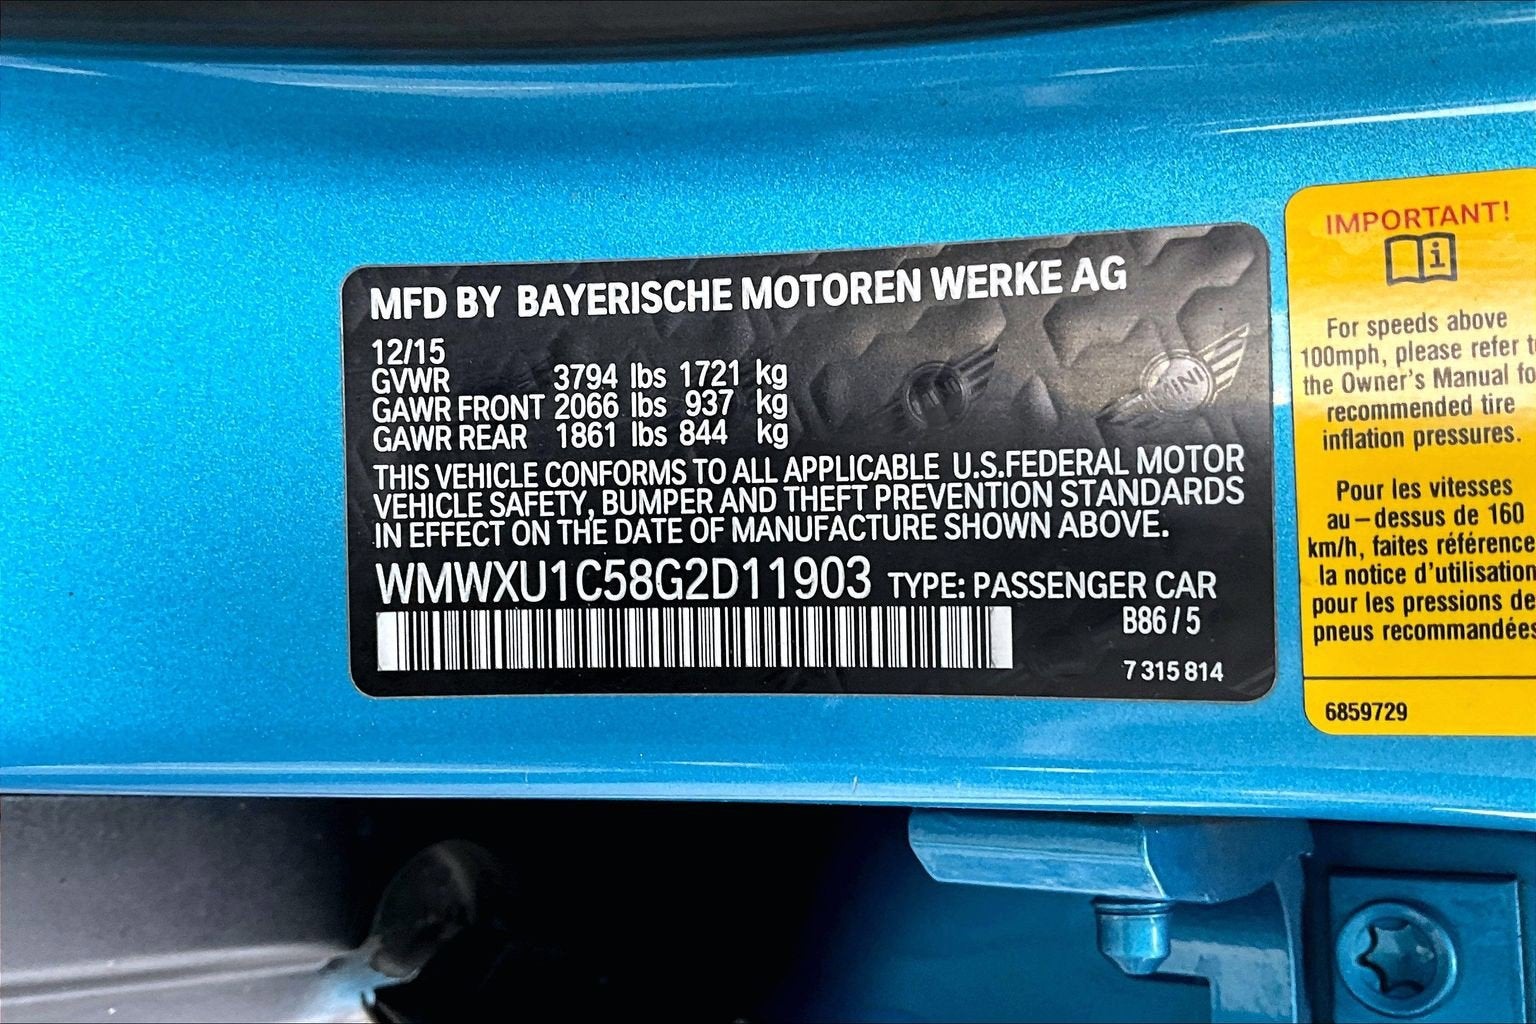 MFD BY BAYERISCHE MOTOREN WERKE AG
12/15
GVWR 3794 lbs 1721 kg
GAWR FRONT 2066 lbs 937 kg
GAWR REAR 1861 lbs 844 kg
THIS VEHICLE CONFORMS TO ALL APPLICABLE U.S.FEDERAL MOTOR
VEHICLE SAFETY, BUMPER AND THEFT PREVENTION STANDARDS
IN EFFECT ON THE DATE OF MANUFACTURE SHOWN ABOVE.
WMWXU1C58G2D11903 TYPE: PASSENGER CAR
B86/5
7 315 814
MINI
IMPORTANT!
For speeds above
100mph, please refer
the Owner's Manual
recommended tire
inflation pressures.
Pour les vitesses
au-dessus de 160
km/h, faites référence
la notice d'utilisation
pour les pressions de
pneus recommandées
6859729